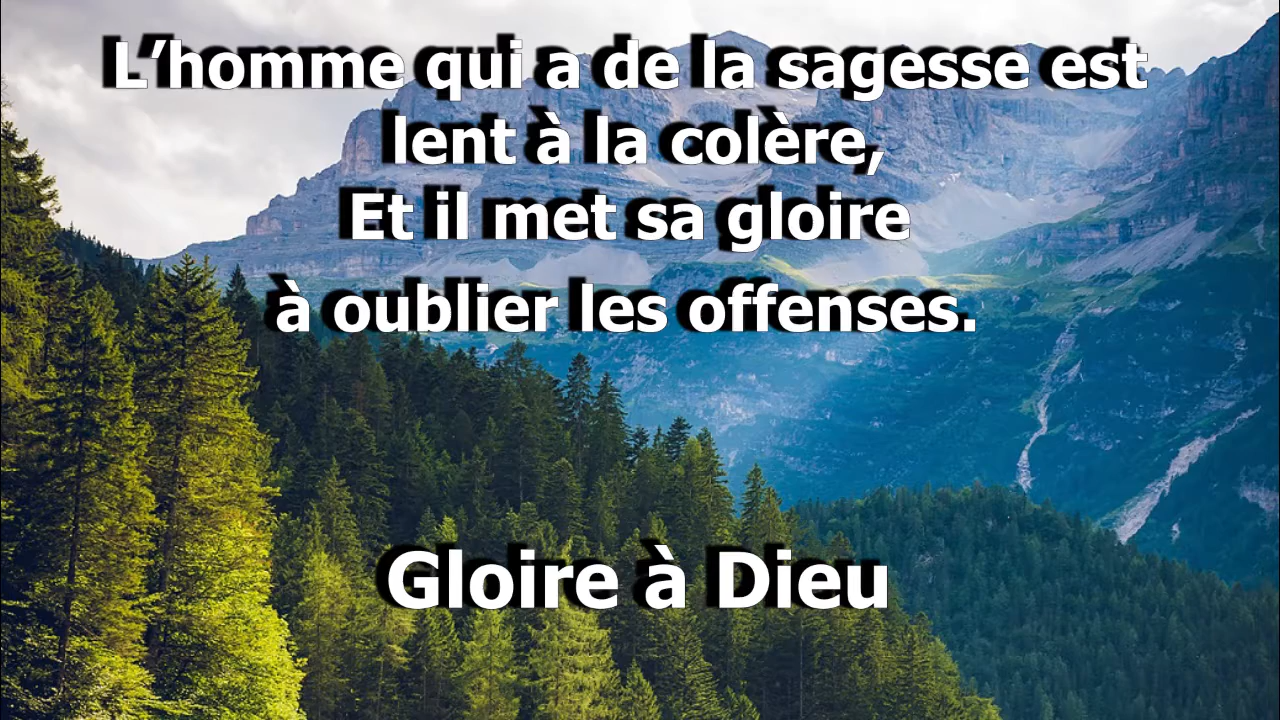 L’homme qui a de la sagesse est
lent à la colère,
Et il met sa gloire
à oublier les offenses.
Gloire à Dieu